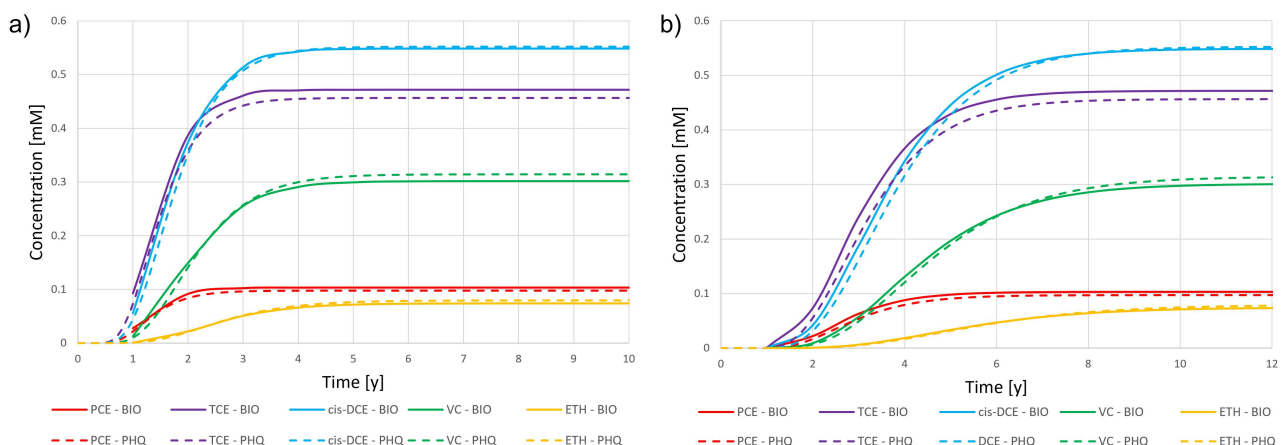 a)
0.6
0.5
0.4
0.3
0.2
0.1
0
Concentration [mM]
0 1 2 3 4 5 6 7 8 9 10
Time [y]
PCE - BIO TCE - BIO cis-DCE - BIO VC - BIO ETH - BIO
PCE - PHQ TCE - PHQ cis-DCE - PHQ VC - PHQ ETH - PHQ
b)
0.6
0.5
0.4
0.3
0.2
0.1
0
Concentration [mM]
0 2 4 6 8 10 12
Time [y]
PCE - BIO TCE - BIO cis-DCE - BIO VC - BIO ETH - BIO
PCE - PHQ TCE - PHQ DCE - PHQ VC - PHQ ETH - PHQ